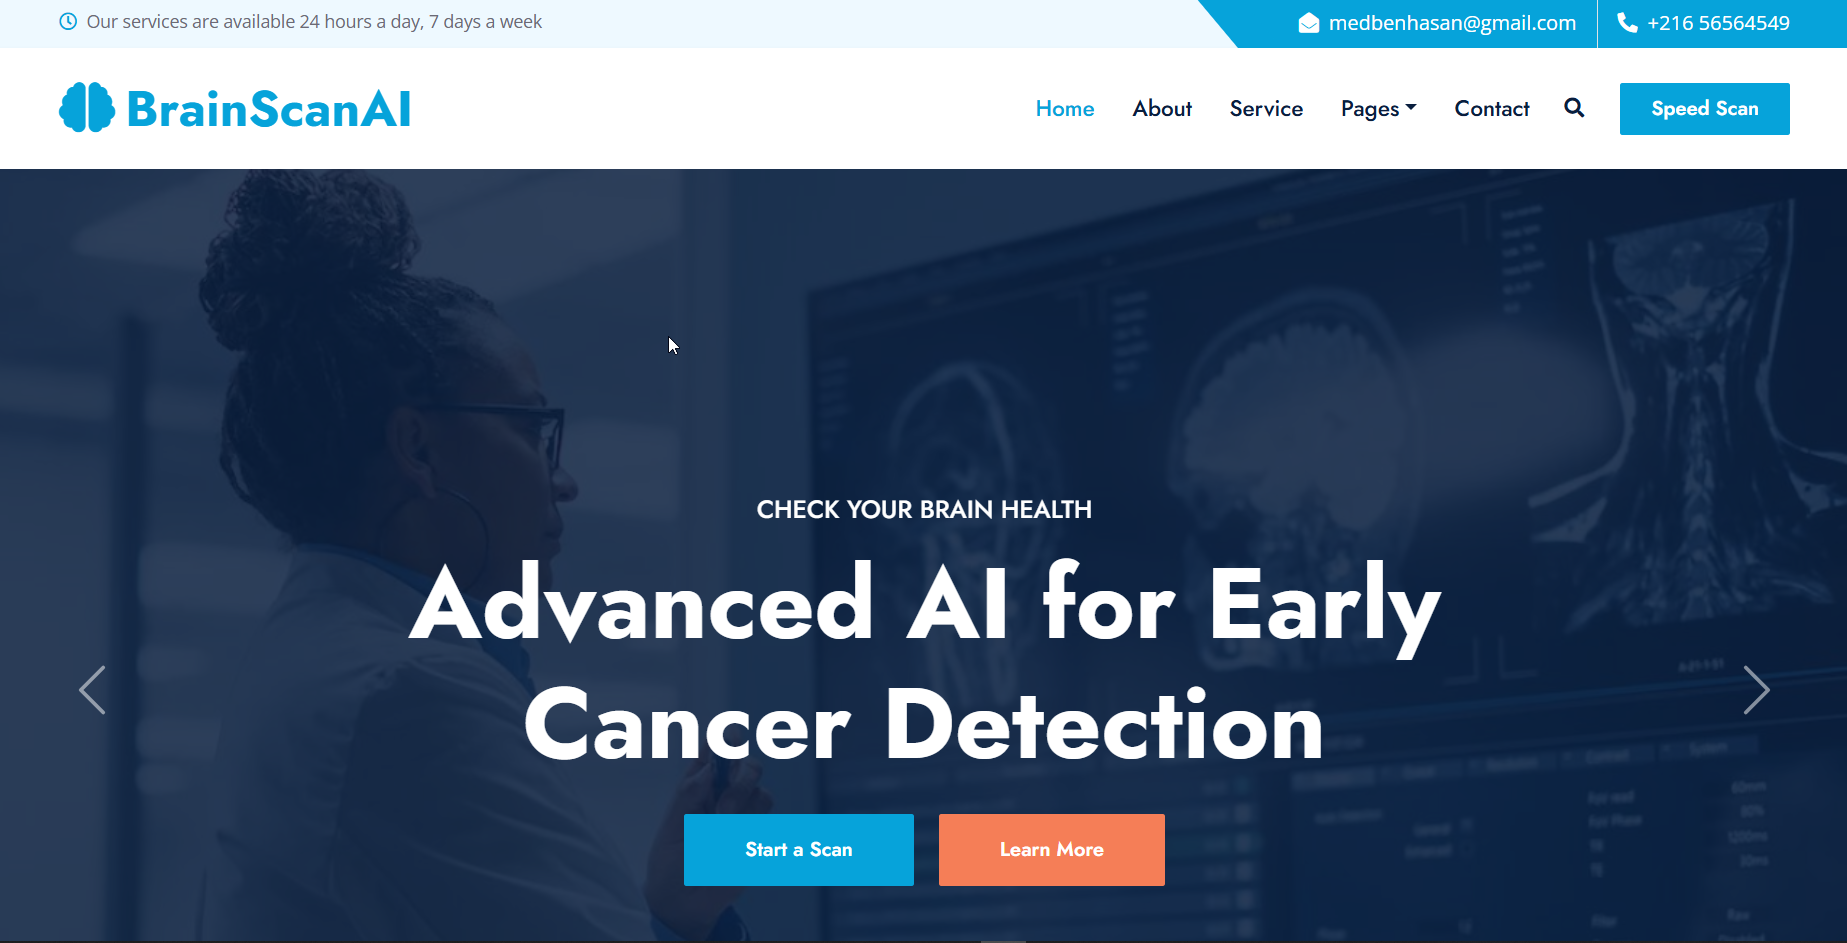 Our services are available 24 hours a day, 7 days a week
medbenhasan@gmail.com
+216 56564549
BrainScanAI
Home
About
Service
Pages
Contact
Speed Scan
CHECK YOUR BRAIN HEALTH
Advanced AI for Early
Cancer Detection
Start a Scan
Learn More